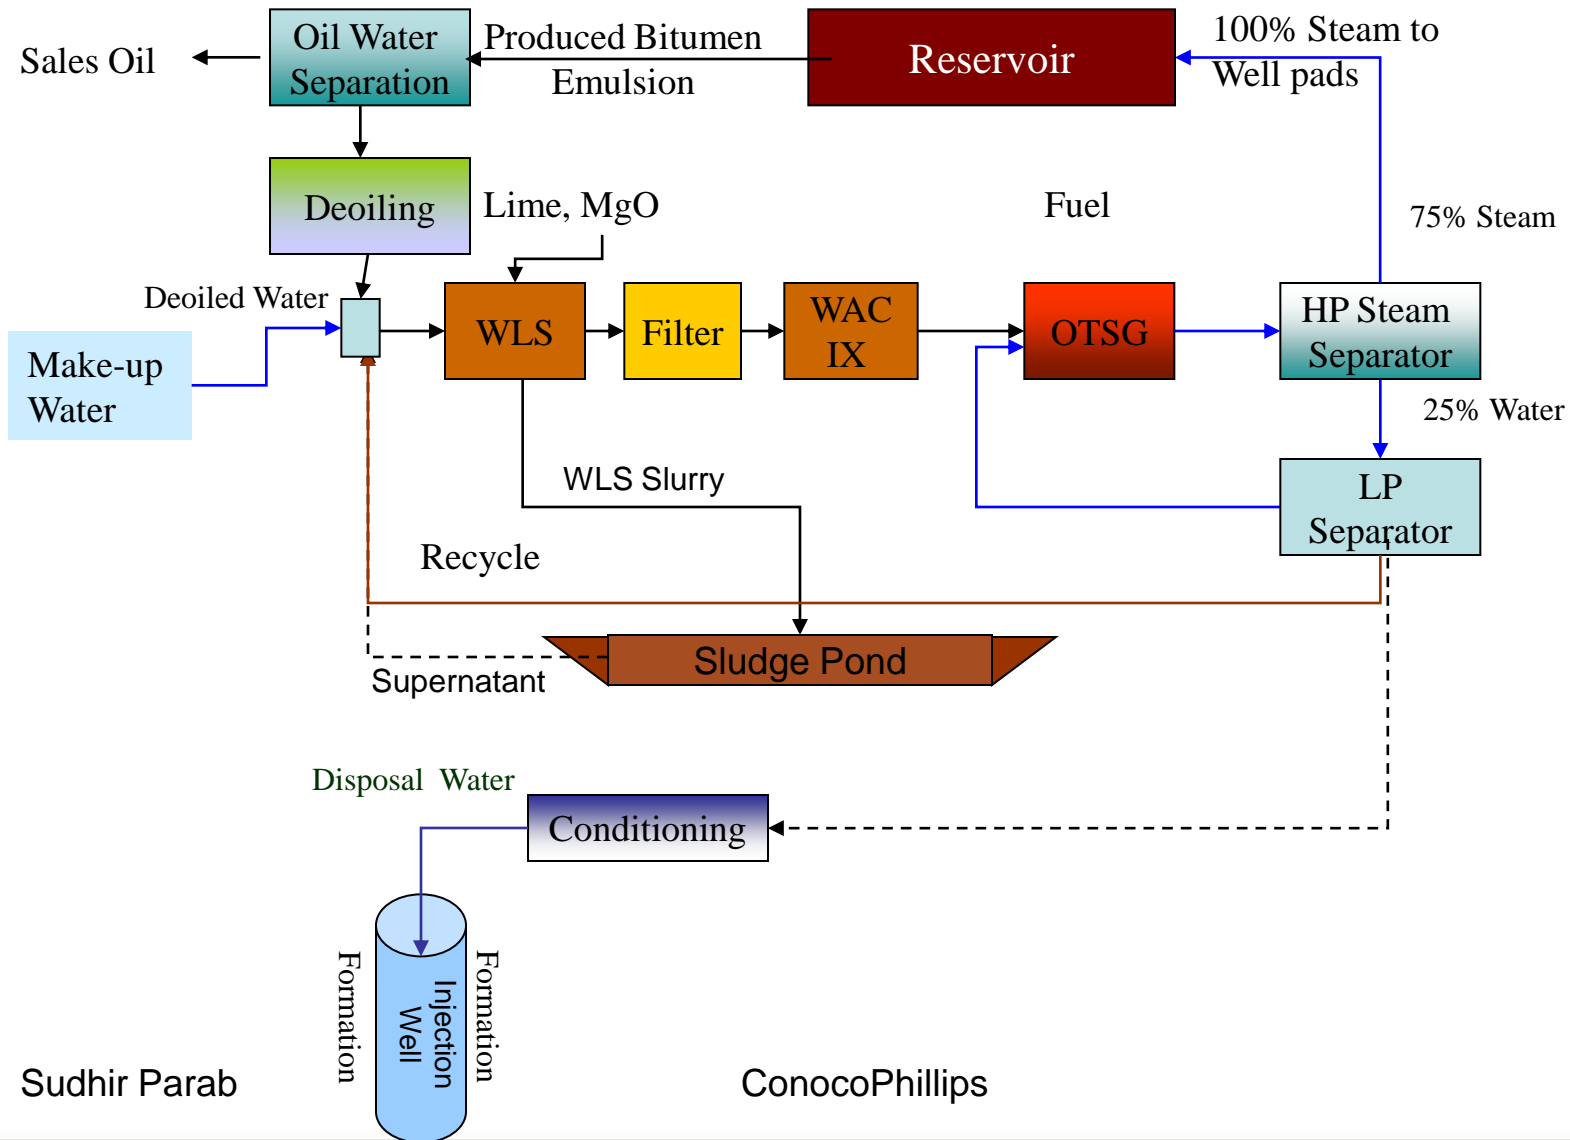 Sales Oil
Oil Water
Separation
Produced Bitumen
Emulsion
Reservoir
100% Steam to
Well pads
Deoiling
Lime, MgO
Fuel
75% Steam
Deoiled Water
Make-up
Water
WLS
Filter
WAC
IX
OTSG
HP Steam
Separator
25% Water
WLS Slurry
LP
Separator
Recycle
Sludge Pond
Supernatant
Disposal Water
Conditioning
Formation
Injection
Well
Formation
Sudhir Parab
ConocoPhillips